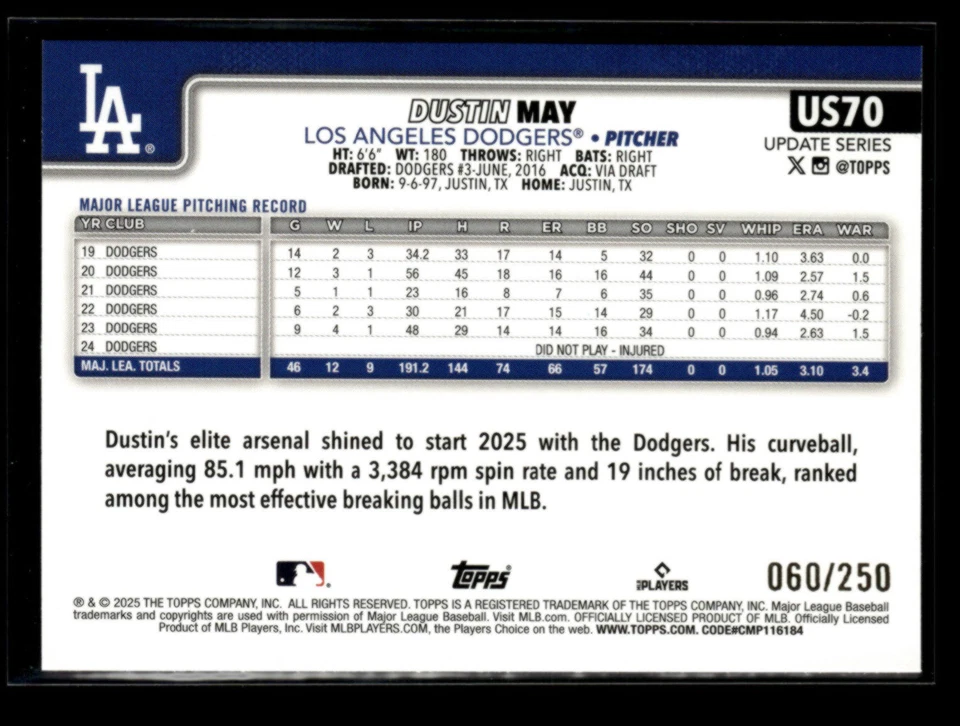 LA®
DUSTIN MAY
US70
LOS ANGELES DODGERS® • PITCHER
UPDATE SERIES
HT: 6'6" WT: 180 THROWS: RIGHT BATS: RIGHT
@TOPPS
DRAFTED: DODGERS #3-JUNE, 2016 ACQ: VIA DRAFT
BORN: 9-6-97, JUSTIN, TX HOME: JUSTIN, TX
MAJOR LEAGUE PITCHING RECORD
YR CLUB G W L IP H R ER BB SO SHO SV WHIP ERA WAR
19 DODGERS 14 2 3 34.2 33 17 14 5 32 0 0 1.10 3.63 0.0
20 DODGERS 12 3 1 56 45 18 16 16 44 0 0 1.09 2.57 1.5
21 DODGERS 5 1 1 23 16 8 7 6 35 0 0 0.96 2.74 0.6
22 DODGERS 6 2 3 30 21 17 15 14 29 0 0 1.17 4.50 -0.2
23 DODGERS 9 4 1 48 29 14 14 16 34 0 0 0.94 2.63 1.5
24 DODGERS DID NOT PLAY - INJURED
MAJ. LEA. TOTALS 46 12 9 191.2 144 74 66 57 174 0 0 1.05 3.10 3.4
Dustin's elite arsenal shined to start 2025 with the Dodgers. His curveball,
averaging 85.1 mph with a 3,384 rpm spin rate and 19 inches of break, ranked
among the most effective breaking balls in MLB.
topps® MLB PLAYERS 060/250
® & © 2025 THE TOPPS COMPANY, INC. ALL RIGHTS RESERVED. TOPPS IS A REGISTERED TRADEMARK OF THE TOPPS COMPANY, INC. Major League Baseball
trademarks and copyrights are used with permission of Major League Baseball. Visit MLB.com. OFFICIALLY LICENSED PRODUCT OF MLB. Officially Licensed
Product of MLB Players, Inc. Visit MLBPLAYERS.COM, the Players Choice on the web. WWW.TOPPS.COM. CODE#CMP116184